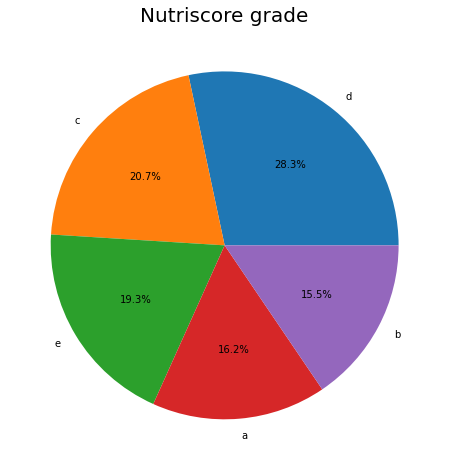 Nutriscore grade
d
c
28.3%
20.7%
19.3%
15.5%
b
e
16.2%
a